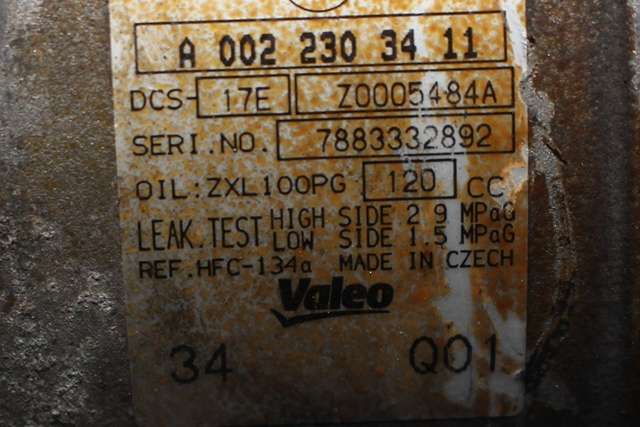 A 002 230 34 11
DCS- 17E Z0005484A
SERI.NO. 7883332892
OIL:ZXL100PG 120 CC
LEAK.TEST HIGH SIDE 2.9 MPaG
LOW SIDE 1.5 MPaG
REF.HFC-134a MADE IN CZECH
Valeo
34 Q01